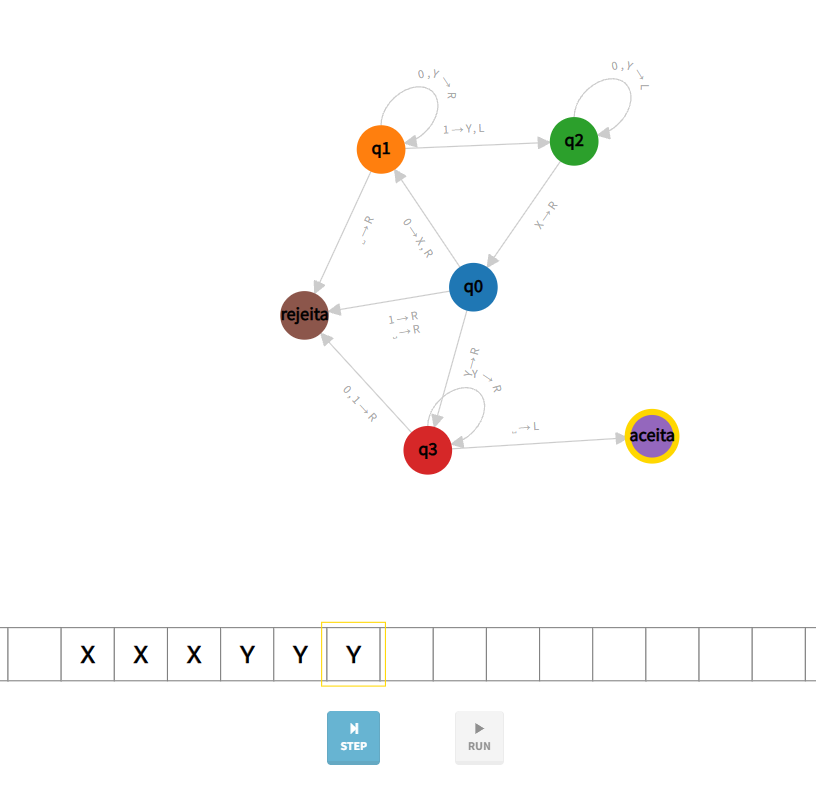 0,Y→R
0,Y→L
q1
1→Y,L
q2
␣→R
0→X,R
X→R
q0
rejeita
1→R
␣→R
Y→R
Y→R
0,1→R
q3
␣→L
aceita
X X X Y Y Y
STEP
RUN